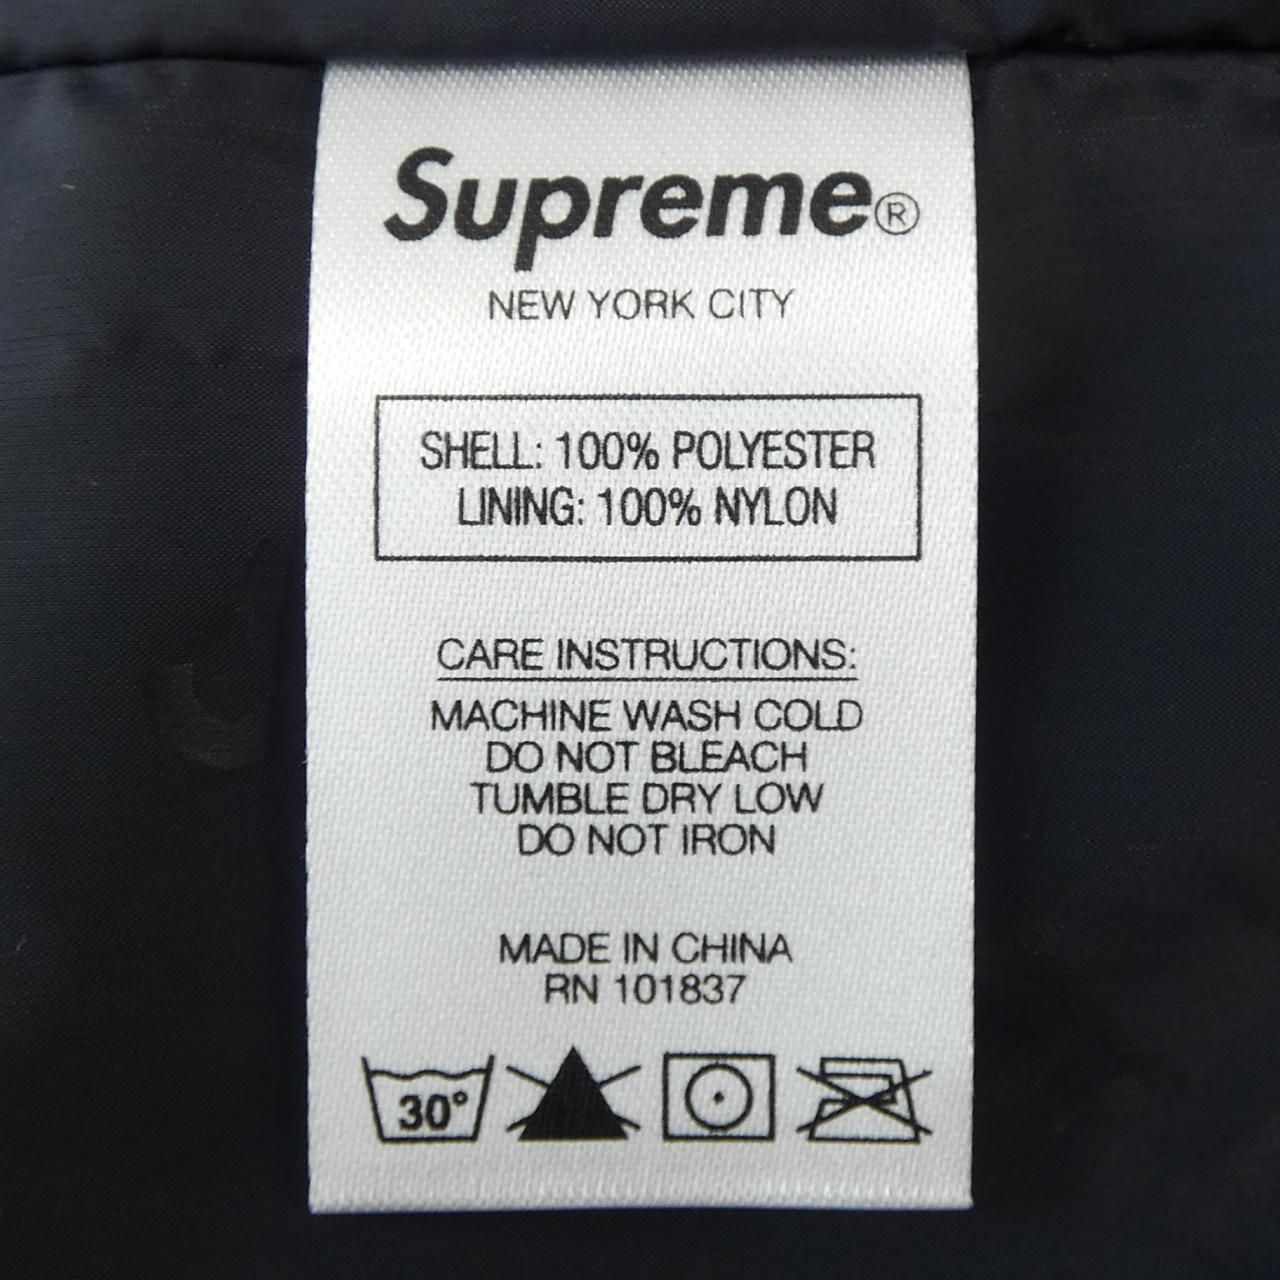 Supreme®
NEW YORK CITY
SHELL: 100% POLYESTER
LINING: 100% NYLON
CARE INSTRUCTIONS:
MACHINE WASH COLD
DO NOT BLEACH
TUMBLE DRY LOW
DO NOT IRON
MADE IN CHINA
RN 101837
30°